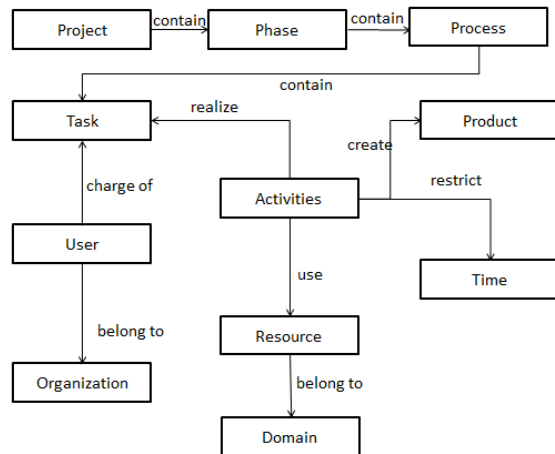 Project
contain
Phase
contain
Process
contain
Task
realize
Product
create
charge of
Activities
restrict
User
use
Time
belong to
Resource
Organization
belong to
Domain